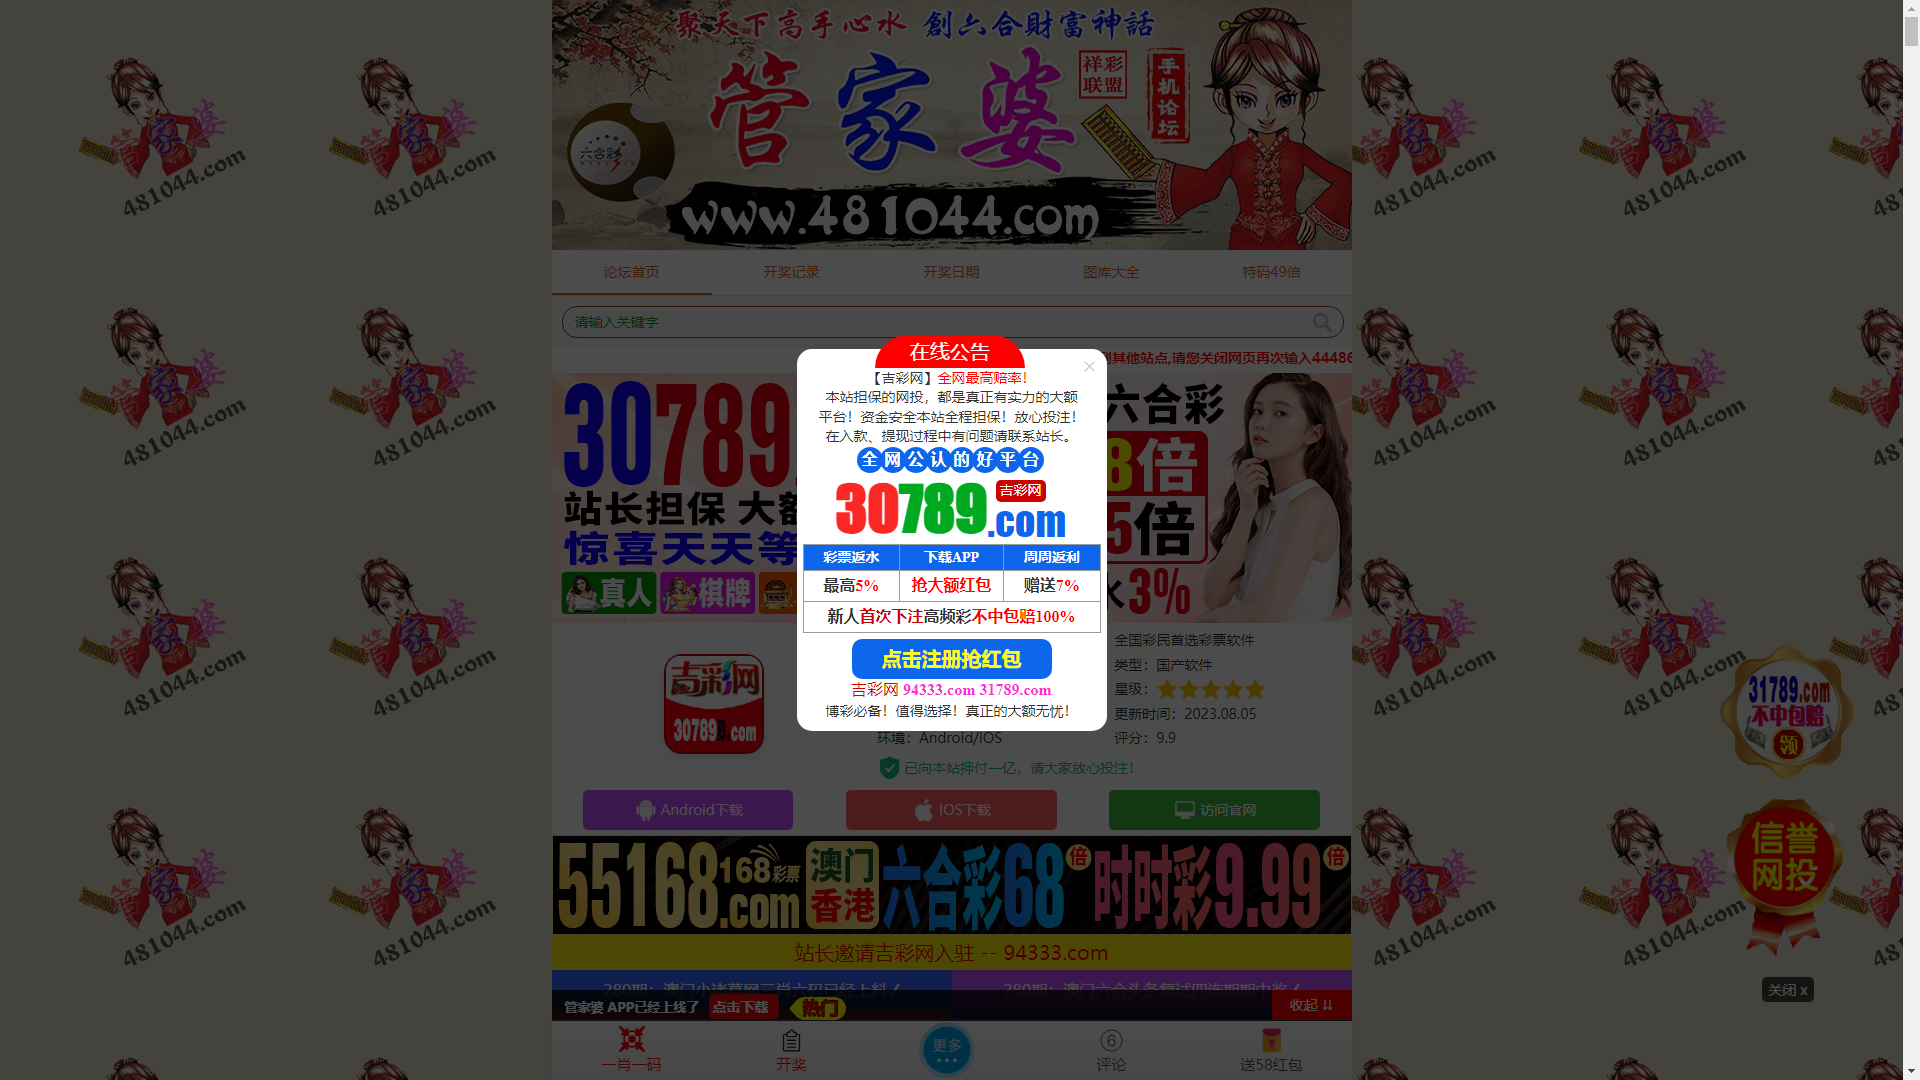 聚天下高手心水 創六合財富神話
管家婆
祥彩
联盟
手机论坛
六合彩
www.481044.com
论坛首页 开奖记录 开奖日期 图库大全 特码49倍
请输入关键字
其他站点,请您关闭网页再次输入44486
在线公告
【吉彩网】全网最高赔率！
本站担保的网投，都是真正有实力的大额
平台！资金安全本站全程担保！放心投注！
在入款、提现过程中有问题请联系站长。
全网公认的好平台
30789.com 吉彩网
彩票返水 下载APP 周周返利
最高5% 抢大额红包 赠送7%
新人首次下注高频彩不中包赔100%
点击注册抢红包
吉彩网 94333.com 31789.com
博彩必备！值得选择！真正的大额无忧！
30789
站长担保 大额
惊喜天天等
真人 棋牌
六合彩
8倍
5倍
水3%
吉彩网
30789.com
全国彩民首选彩票软件
类型：国产软件
星级：
更新时间：2023.08.05
环境：Android/iOS
评分：9.9
已向本站押付一亿，请大家放心投注！
Android下载 IOS下载 访问官网
55168.com 168彩票 澳门 香港 六合彩68倍 时时彩9.99倍
站长邀请吉彩网入驻 -- 94333.com
280期：澳门小诸葛网三肖六码已经上料✓ 280期：澳门六合头条复试四连期期中奖✓
管家婆 APP已经上线了 点击下载 热门 收起
一肖一码 开奖 更多 6 评论 送58红包
31789.com
不中包赔
领
信誉
网投
关闭 x
管家婆
481044.com